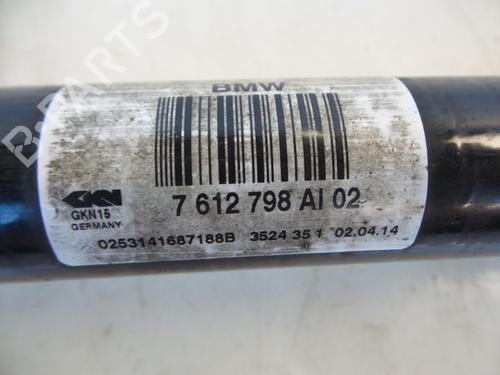 B-PARTS
BMW
7 612 798 AI 02
GKN
GKN15
GERMANY
0253141687188B 3524 35 1 02.04.14